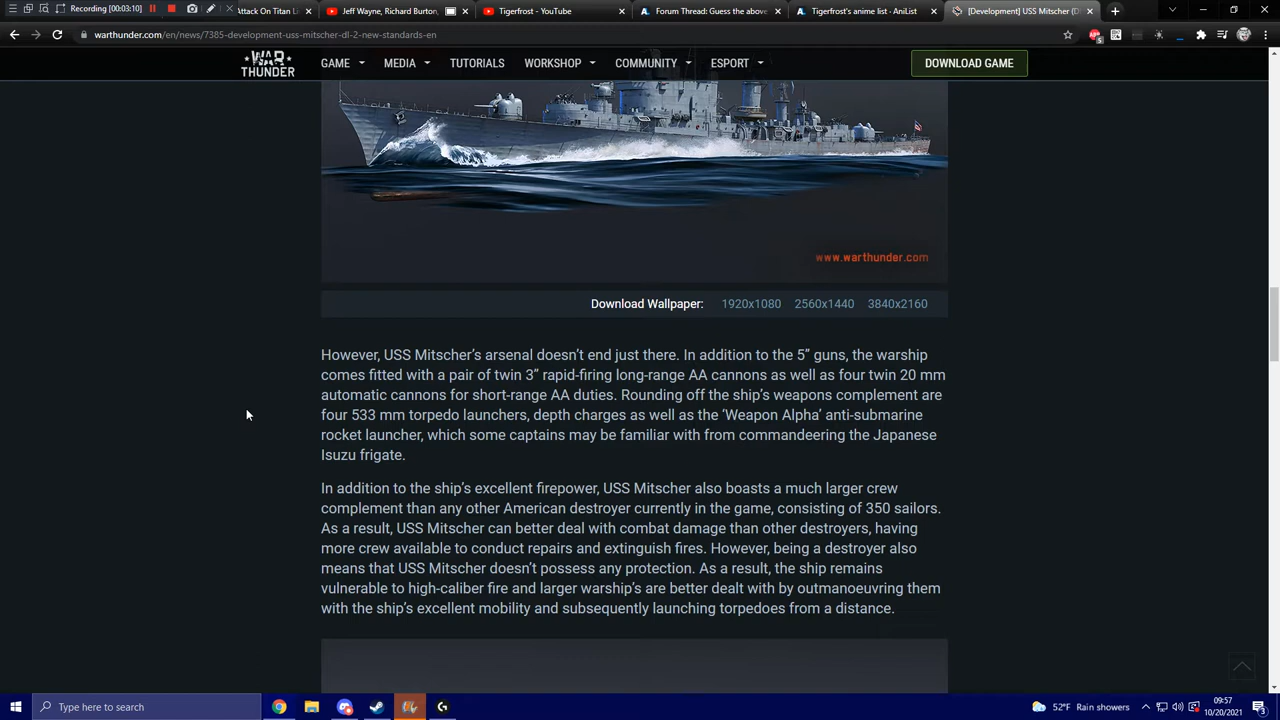 Recording [00:03:10]
Attack On Titan Li
Jeff Wayne, Richard Burton,
Tigerfrost - YouTube
Forum Thread: Guess the abov
Tigerfrost's anime list · AniList
[Development] USS Mitscher (D
warthunder.com/en/news/7385-development-uss-mitscher-dl-2-new-standards-en
WAR THUNDER
GAME
MEDIA
TUTORIALS
WORKSHOP
COMMUNITY
ESPORT
DOWNLOAD GAME
www.warthunder.com
Download Wallpaper: 1920x1080 2560x1440 3840x2160
However, USS Mitscher’s arsenal doesn’t end just there. In addition to the 5” guns, the warship
comes fitted with a pair of twin 3” rapid-firing long-range AA cannons as well as four twin 20 mm
automatic cannons for short-range AA duties. Rounding off the ship’s weapons complement are
four 533 mm torpedo launchers, depth charges as well as the ‘Weapon Alpha’ anti-submarine
rocket launcher, which some captains may be familiar with from commandeering the Japanese
Isuzu frigate.
In addition to the ship’s excellent firepower, USS Mitscher also boasts a much larger crew
complement than any other American destroyer currently in the game, consisting of 350 sailors.
As a result, USS Mitscher can better deal with combat damage than other destroyers, having
more crew available to conduct repairs and extinguish fires. However, being a destroyer also
means that USS Mitscher doesn’t possess any protection. As a result, the ship remains
vulnerable to high-caliber fire and larger warship’s are better dealt with by outmanoeuvring them
with the ship’s excellent mobility and subsequently launching torpedoes from a distance.
Type here to search
52°F Rain showers
09:57
10/20/2021
3